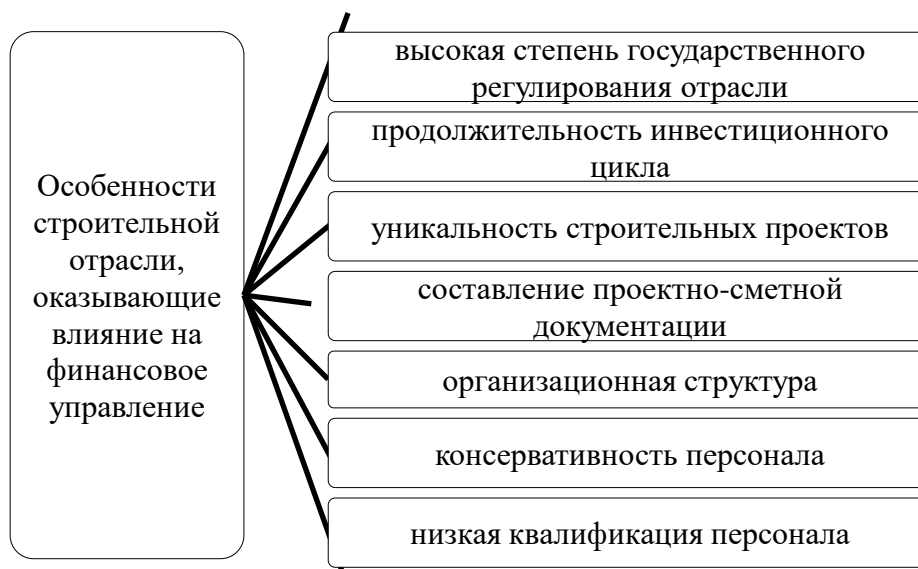 Особенности
строительной
отрасли,
оказывающие
влияние на
финансовое
управление
высокая степень государственного
регулирования отрасли
продолжительность инвестиционного
цикла
уникальность строительных проектов
составление проектно-сметной
документации
организационная структура
консервативность персонала
низкая квалификация персонала